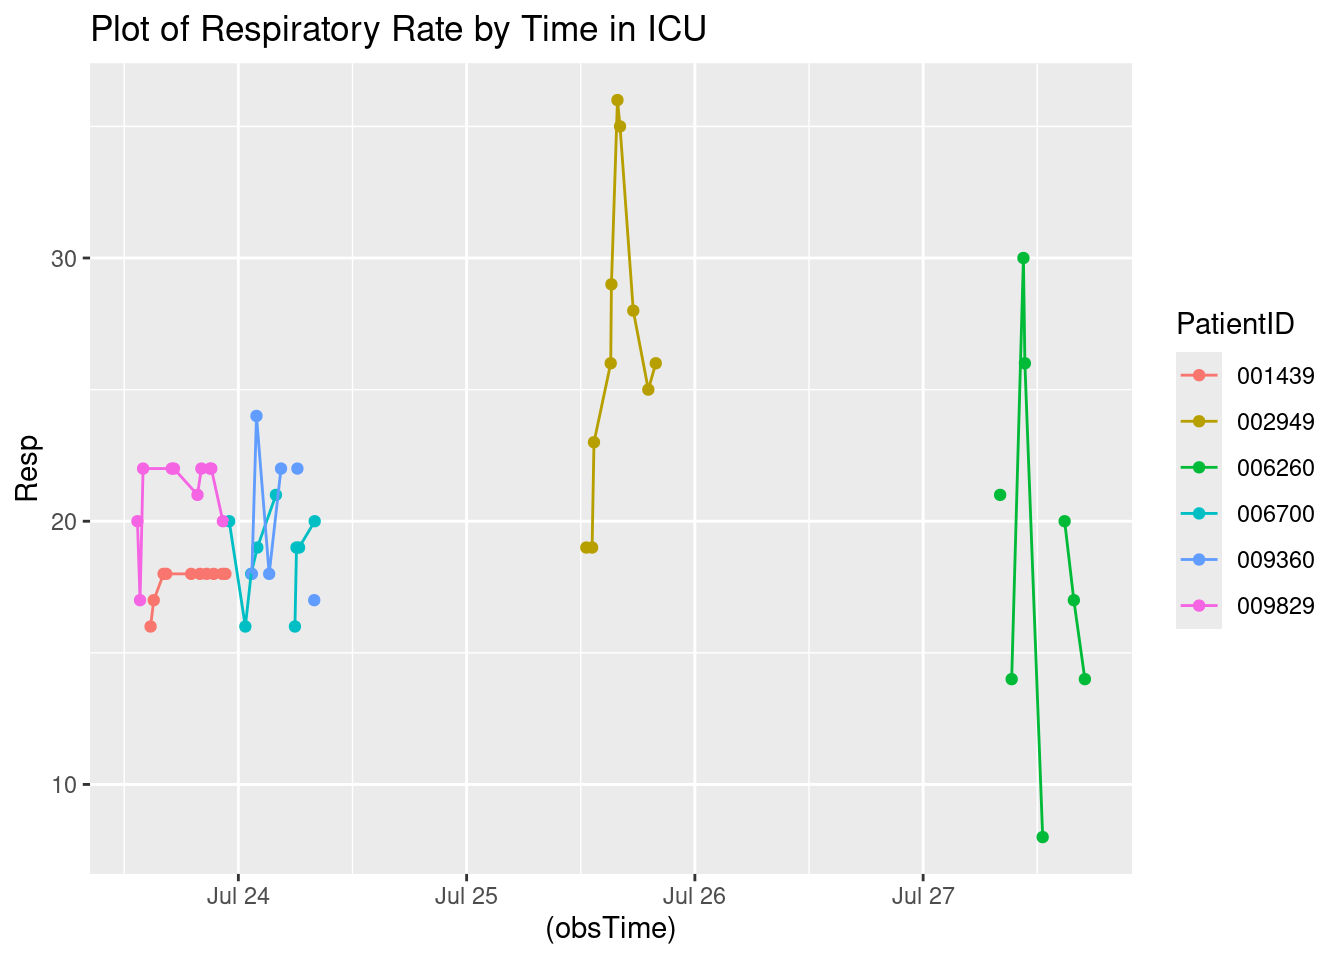 Plot of Respiratory Rate by Time in ICU
Resp
30
20
10
Jul 24
Jul 25
Jul 26
Jul 27
(obsTime)
PatientID
001439
002949
006260
006700
009360
009829